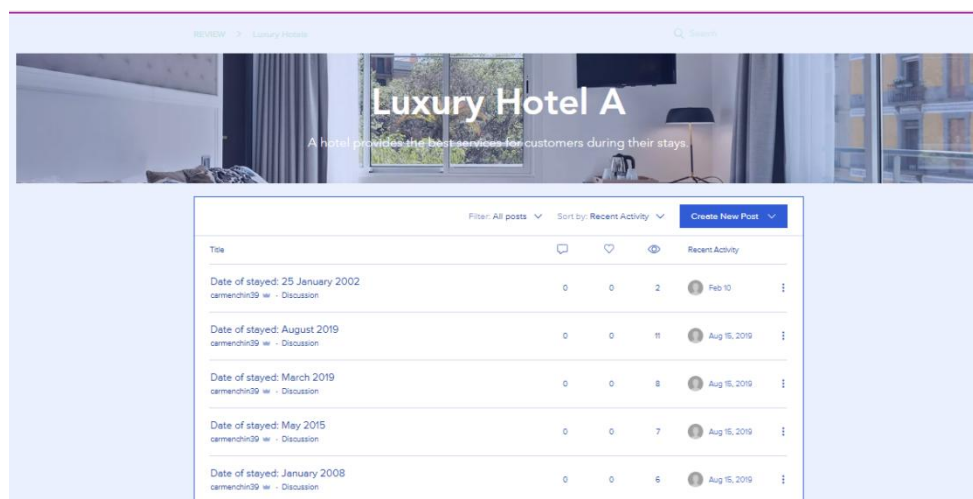 REVIEW > Luxury Hotels Search
Luxury Hotel A
A hotel provides the best services for customers during their stays.
Filter: All posts Sort by: Recent Activity Create New Post
Title Recent Activity
Date of stayed: 25 January 2002
carmenchin39 - Discussion 0 0 2 Feb 10
Date of stayed: August 2019
carmenchin39 - Discussion 0 0 11 Aug 15, 2019
Date of stayed: March 2019
carmenchin39 - Discussion 0 0 8 Aug 15, 2019
Date of stayed: May 2015
carmenchin39 - Discussion 0 0 7 Aug 15, 2019
Date of stayed: January 2008
carmenchin39 - Discussion 0 0 6 Aug 15, 2019